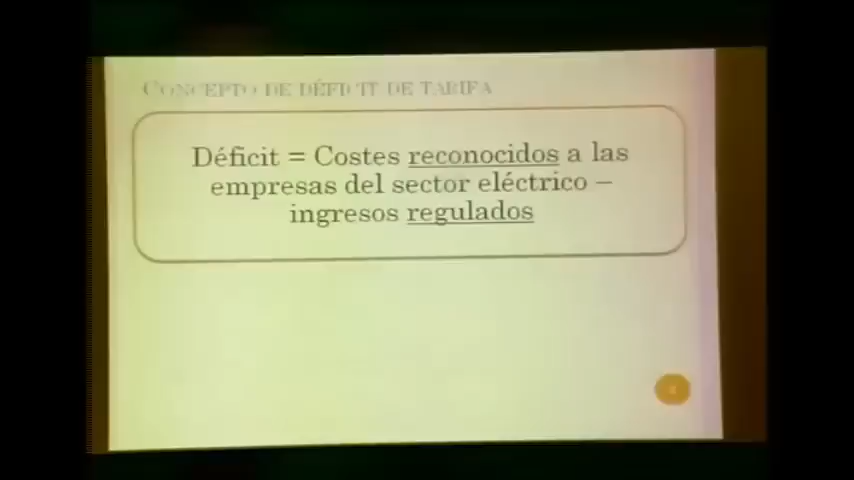 CONCEPTO DE DÉFICIT DE TARIFA
Déficit = Costes reconocidos a las
empresas del sector eléctrico –
ingresos regulados